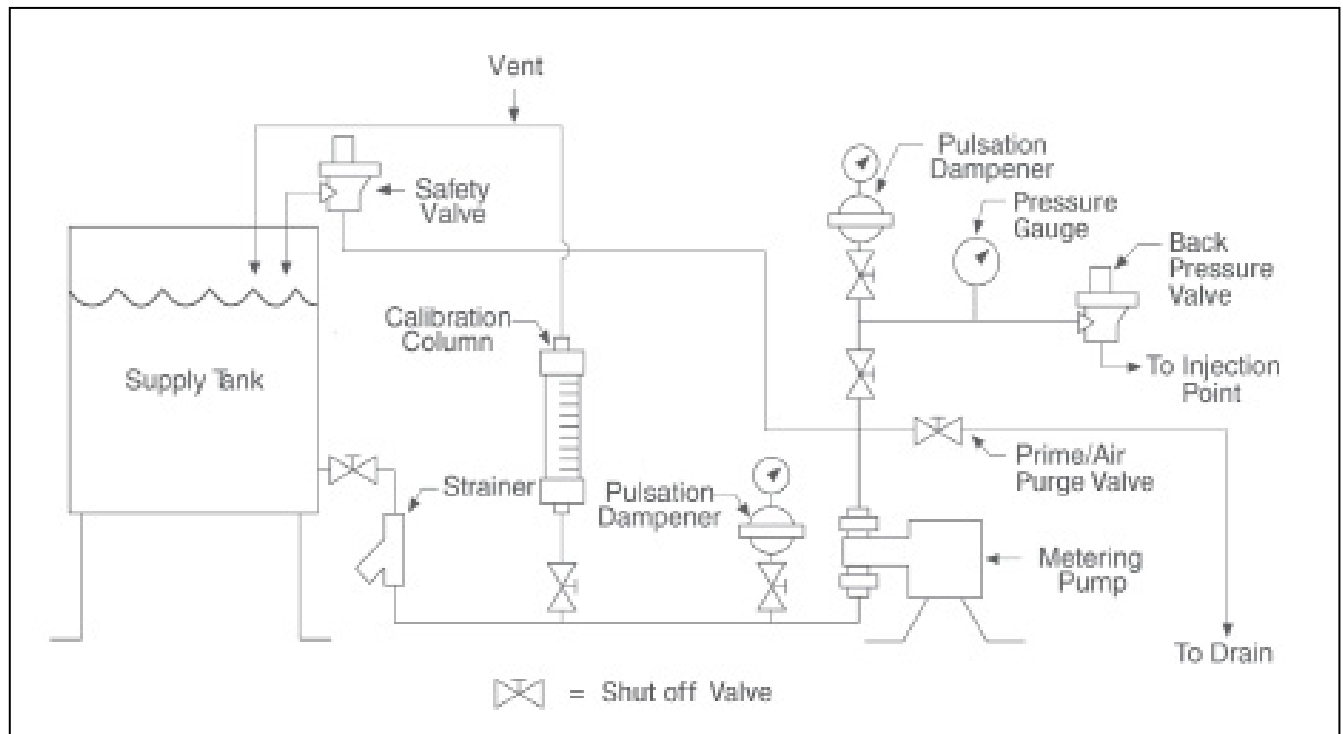 Vent
Pulsation
Dampener
Safety
Valve
Pressure
Gauge
Back
Pressure
Valve
Calibration
Column
Supply Tank
To Injection
Point
Strainer
Pulsation
Dampener
Prime/Air
Purge Valve
Metering
Pump
To Drain
= Shut off Valve